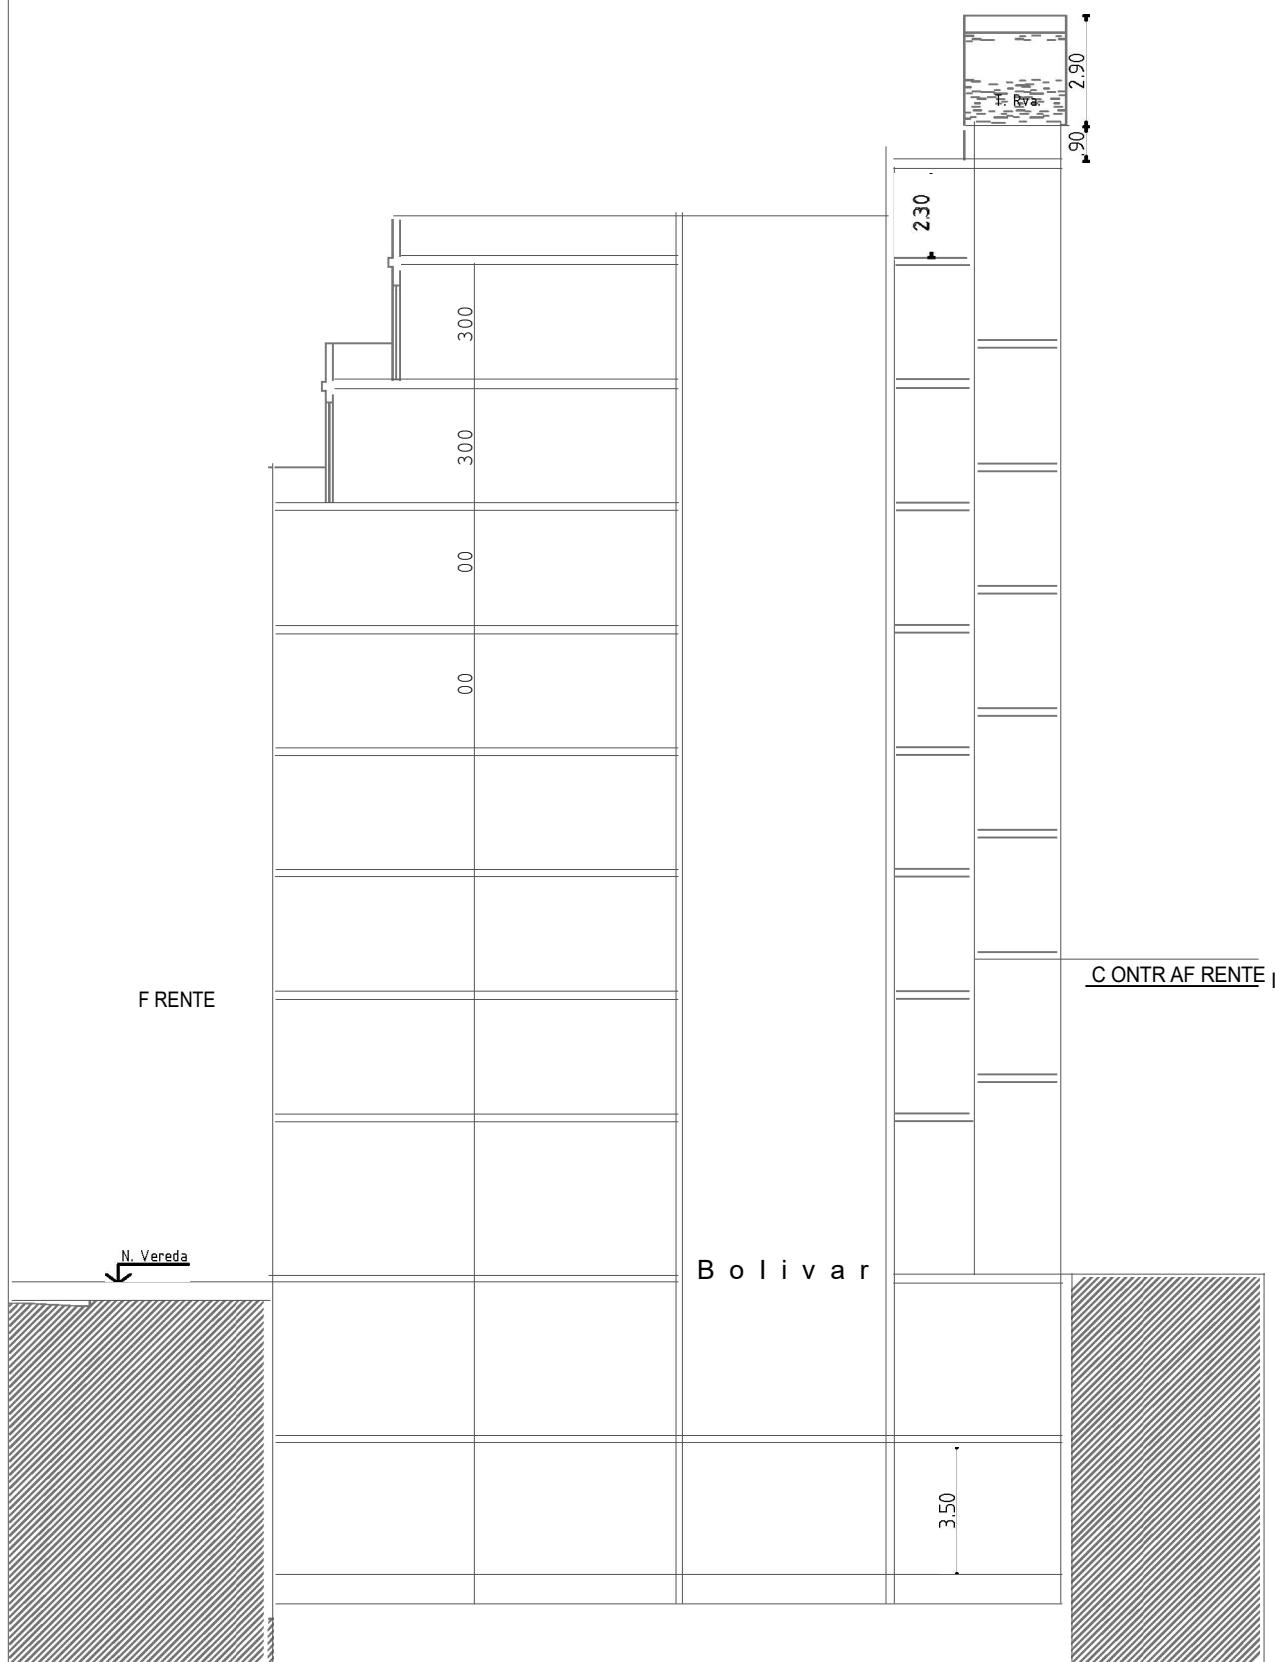 2.90
T. Rva.
.90
2.30
300
300
00
00
F RENTE
C ONTR AF RENTE
N. Vereda
B o l i v a r
3.50